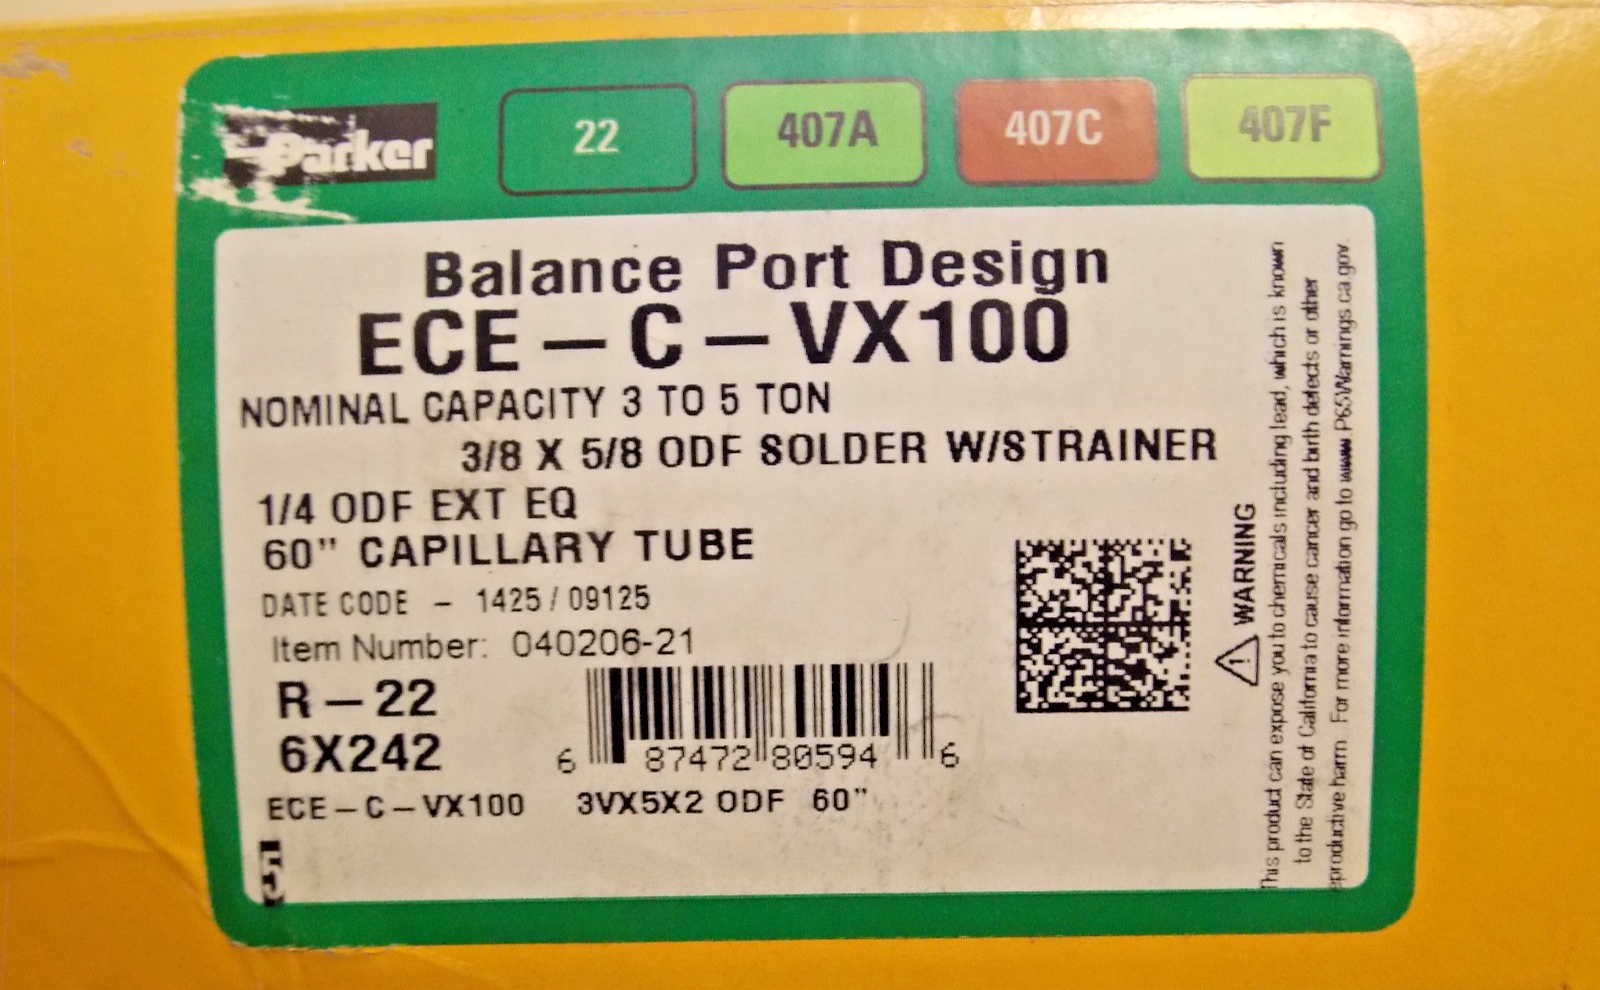 Parker
22
407A
407C
407F
Balance Port Design
ECE-C-VX100
NOMINAL CAPACITY 3 TO 5 TON
3/8 X 5/8 ODF SOLDER W/STRAINER
1/4 ODF EXT EQ
60" CAPILLARY TUBE
DATE CODE - 1425 / 09125
Item Number: 040206-21
R-22
6X242
6 87472 80594 6
ECE-C-VX100 3VX5X2 ODF 60"
5
⚠ WARNING
This product can expose you to chemicals including lead, which is known
to the State of California to cause cancer and birth defects or other
eproductive harm. For more information go to www.P65Warnings.ca.gov.